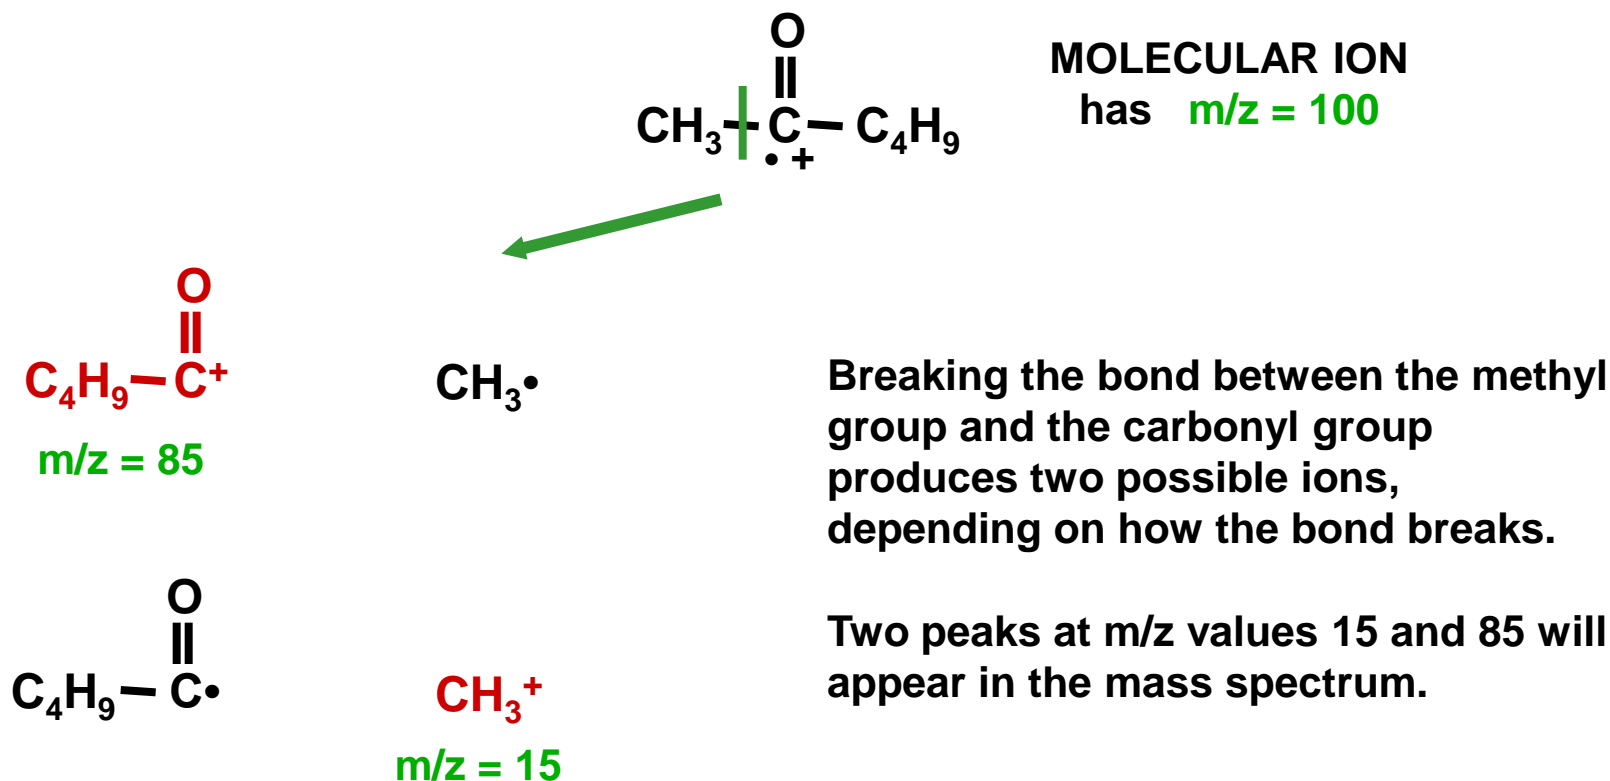 O
CH₃ C C₄H₉
• +
MOLECULAR ION
has m/z = 100
O
C₄H₉ C⁺ CH₃•
m/z = 85
Breaking the bond between the methyl
group and the carbonyl group
produces two possible ions,
depending on how the bond breaks.
O
C₄H₉ C• CH₃⁺
m/z = 15
Two peaks at m/z values 15 and 85 will
appear in the mass spectrum.